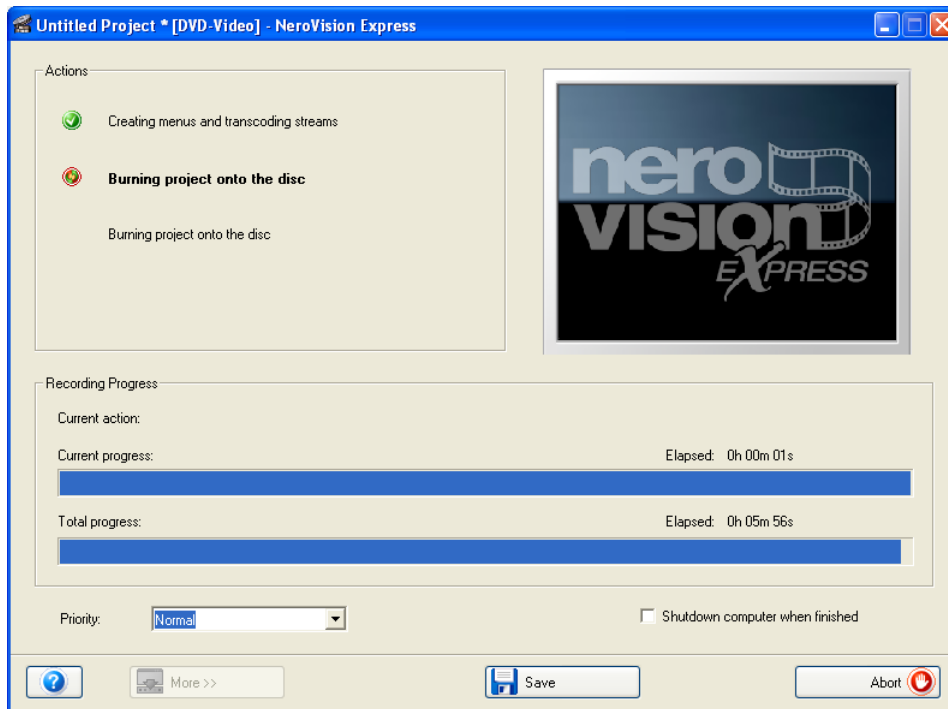 Untitled Project * [DVD-Video] - NeroVision Express
Actions
Creating menus and transcoding streams
Burning project onto the disc
Burning project onto the disc
nero
VISION
EXPRESS
Recording Progress
Current action:
Current progress: Elapsed: 0h 00m 01s
Total progress: Elapsed: 0h 05m 56s
Priority: Normal Shutdown computer when finished
? More >> Save Abort